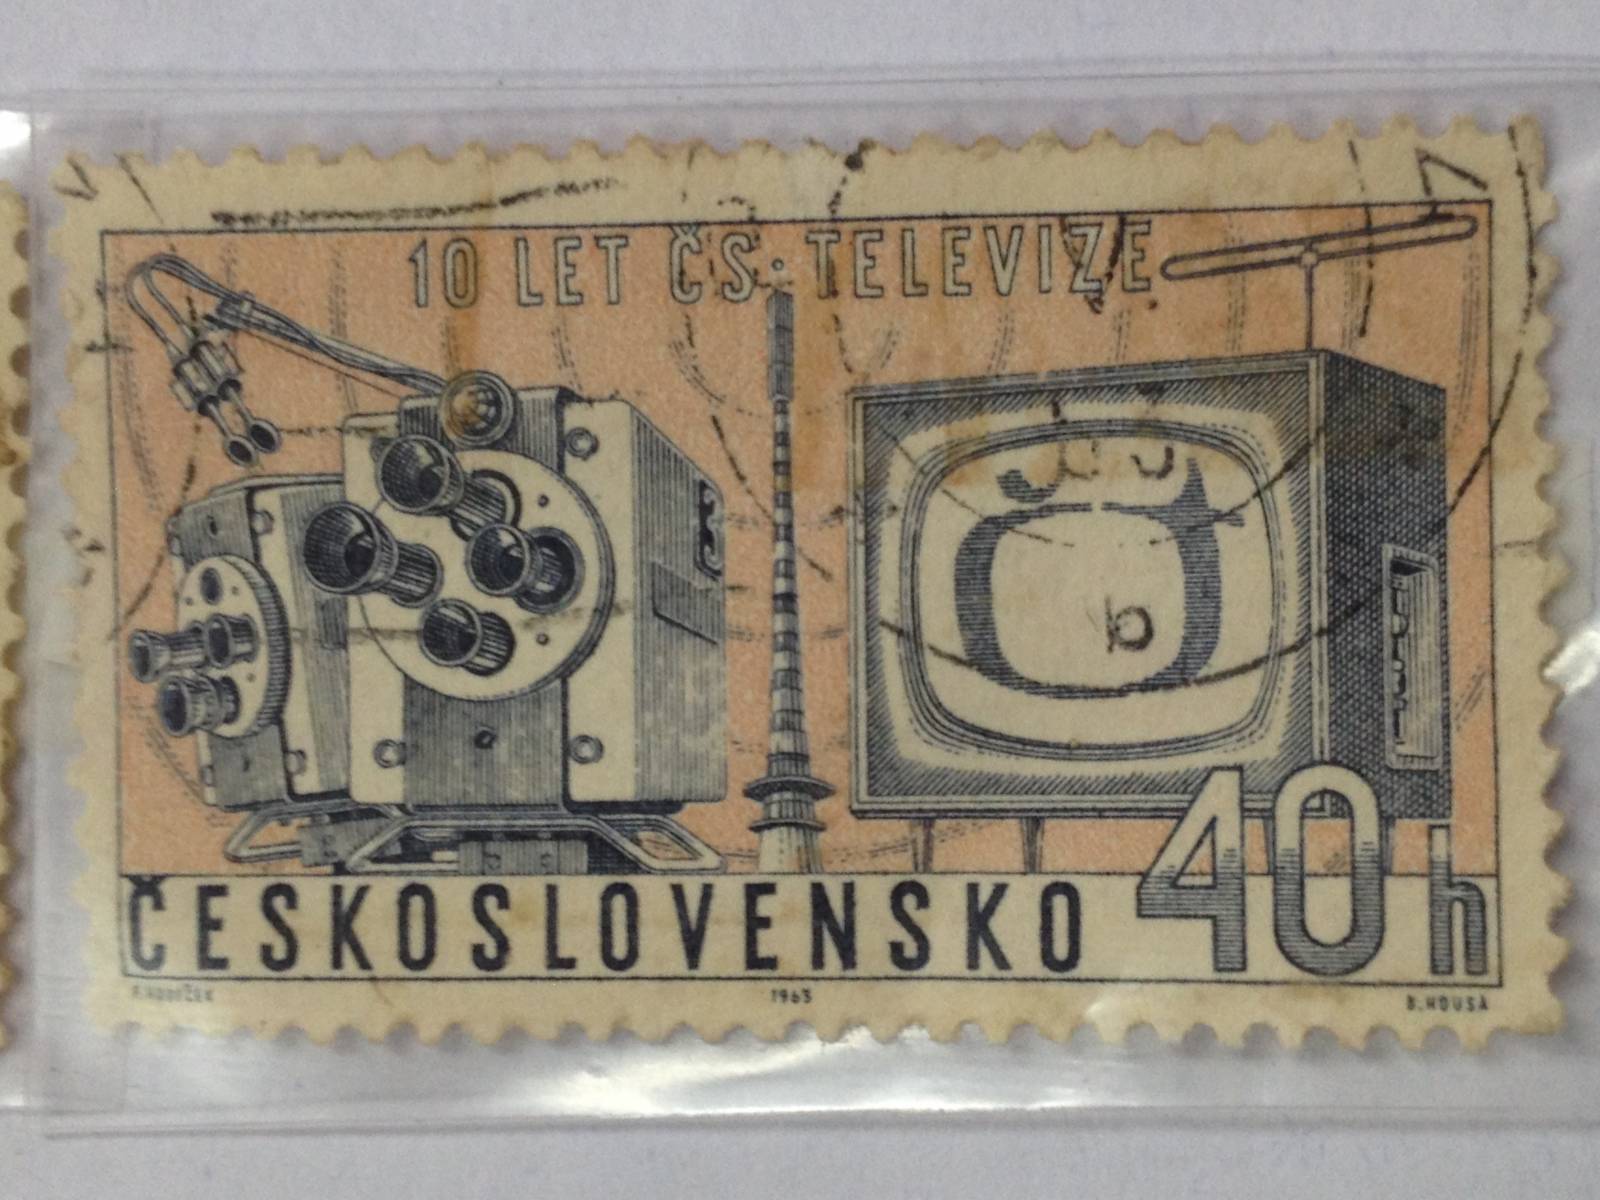 10 LET ČS. TELEVIZE
ČESKOSLOVENSKO 40 h
1963 B. HOUSA